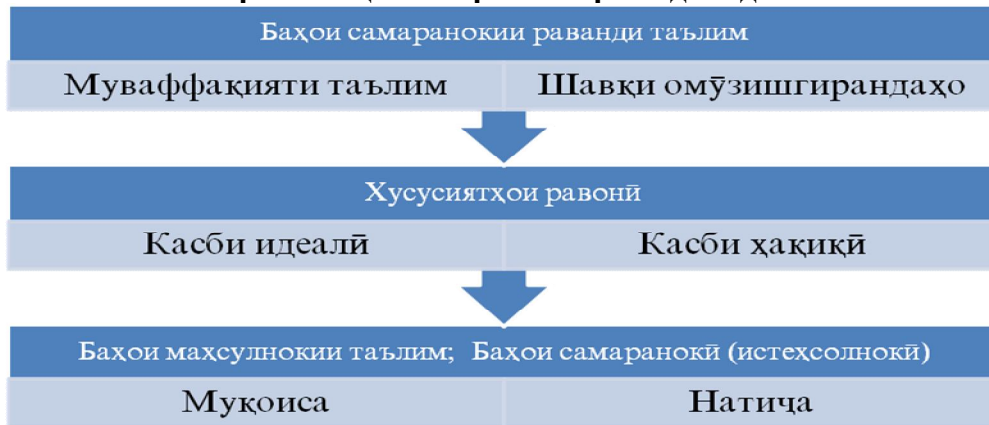 Баҳои самаранокии раванди таълим
Муваффақияти таълим Шавқи омӯзишгирандаҳо
Хусусиятҳои равонӣ
Касби идеалӣ Касби ҳақиқӣ
Баҳои маҳсулнокии таълим; Баҳои самаранокӣ (истеҳсолнокӣ)
Муқоиса Натиҷа